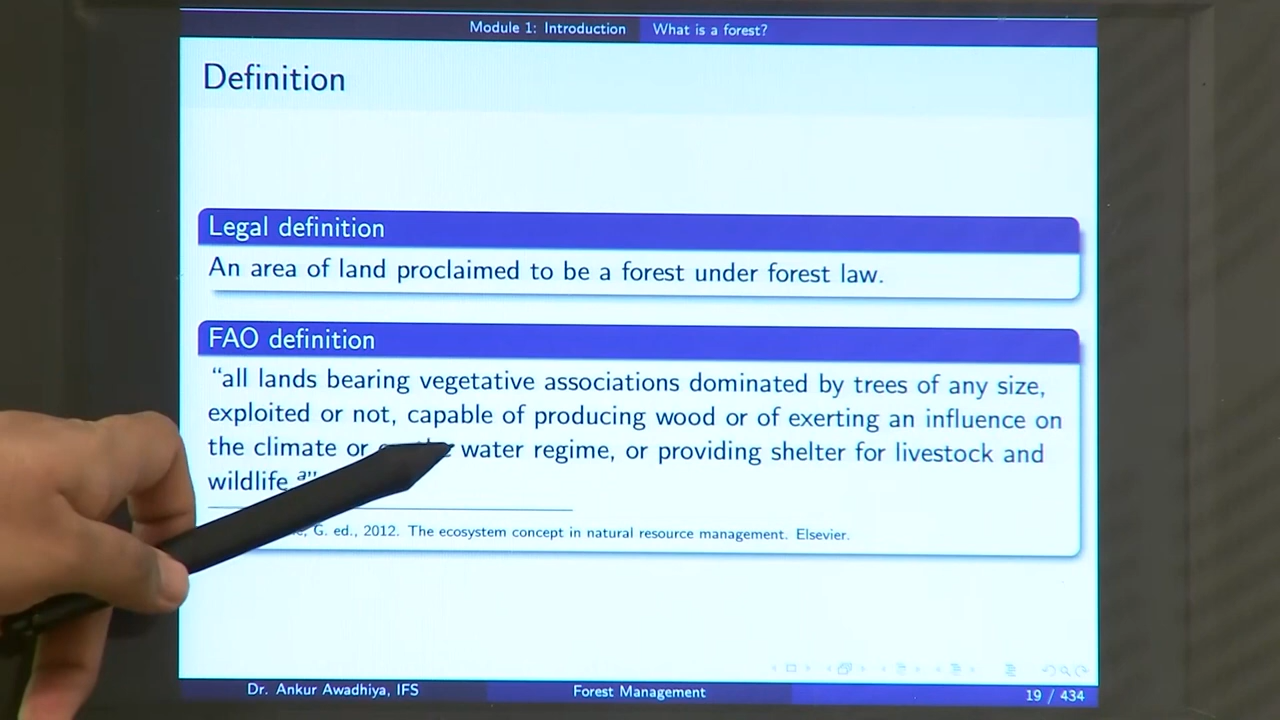 Module 1: Introduction What is a forest?
Definition
Legal definition
An area of land proclaimed to be a forest under forest law.
FAO definition
"all lands bearing vegetative associations dominated by trees of any size,
exploited or not, capable of producing wood or of exerting an influence on
the climate or water regime, or providing shelter for livestock and
wildlife.a"
G. ed., 2012. The ecosystem concept in natural resource management. Elsevier.
Dr. Ankur Awadhiya, IFS Forest Management 19 / 434